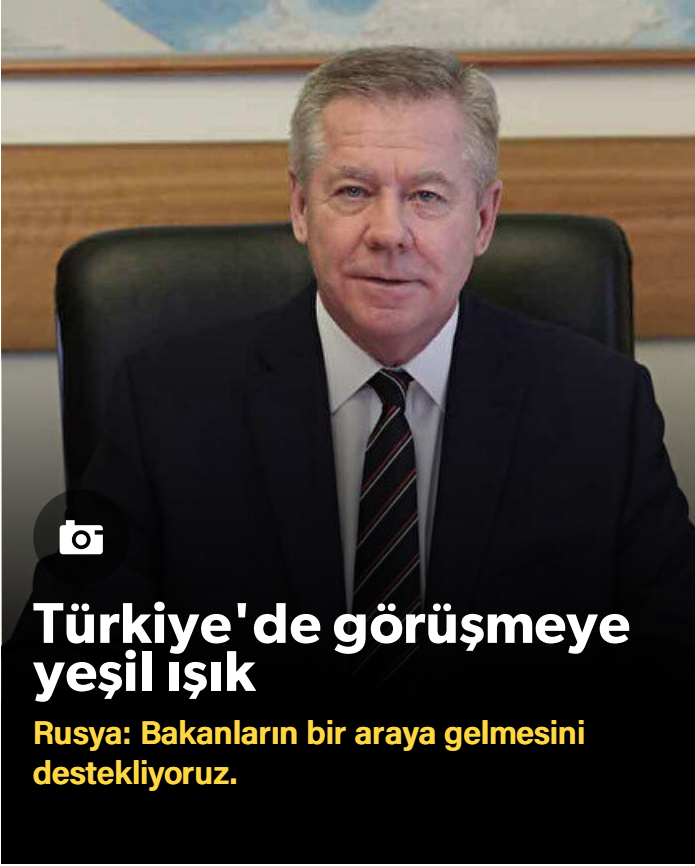 Türkiye'de görüşmeye
yeşil ışık
Rusya: Bakanların bir araya gelmesini
destekliyoruz.